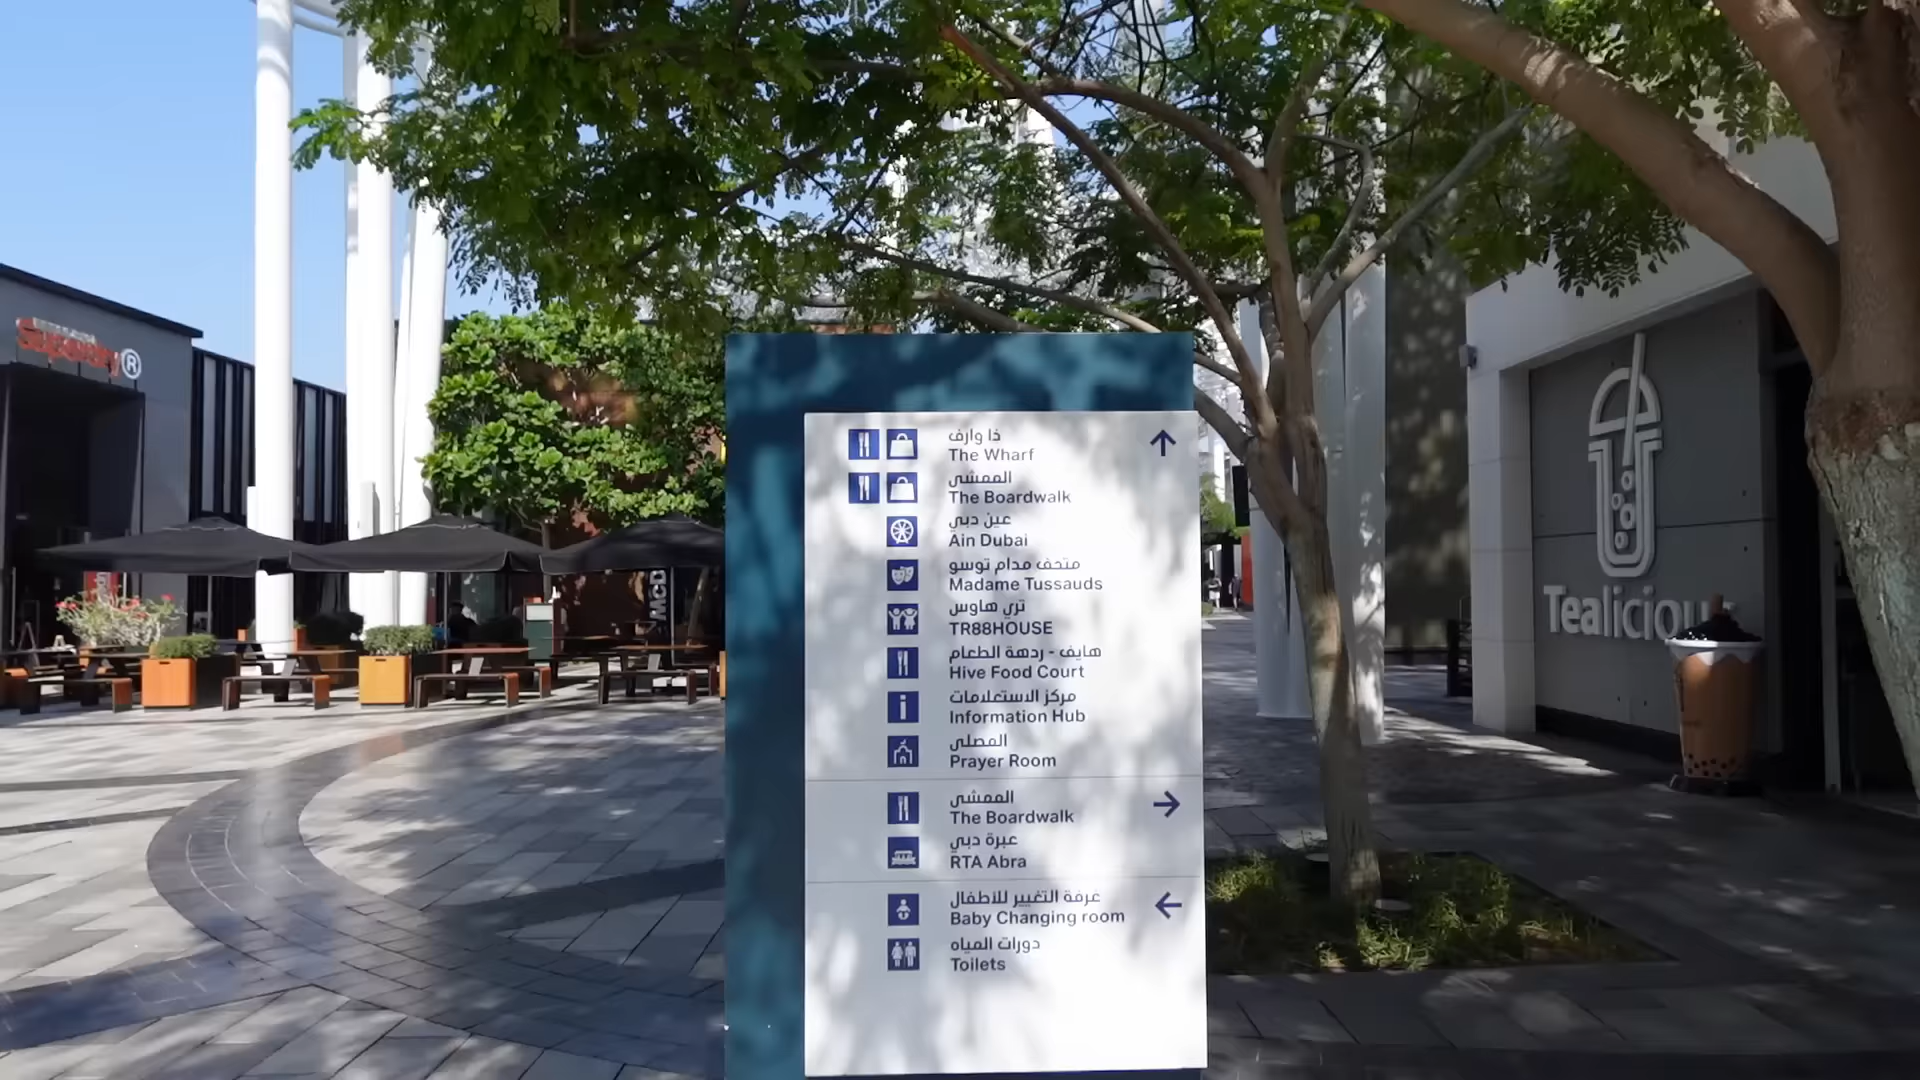 Superdry®
ذا وارف
The Wharf
الممشى
The Boardwalk
عين دبي
Ain Dubai
متحف مدام توسو
Madame Tussauds
تري هاوس
TR88HOUSE
هايف - ردهة الطعام
Hive Food Court
مركز الاستعلامات
Information Hub
المصلى
Prayer Room
الممشى
The Boardwalk
عبرة دبي
RTA Abra
غرفة التغيير للأطفال
Baby Changing room
دورات المياه
Toilets
MCD
Tealicious